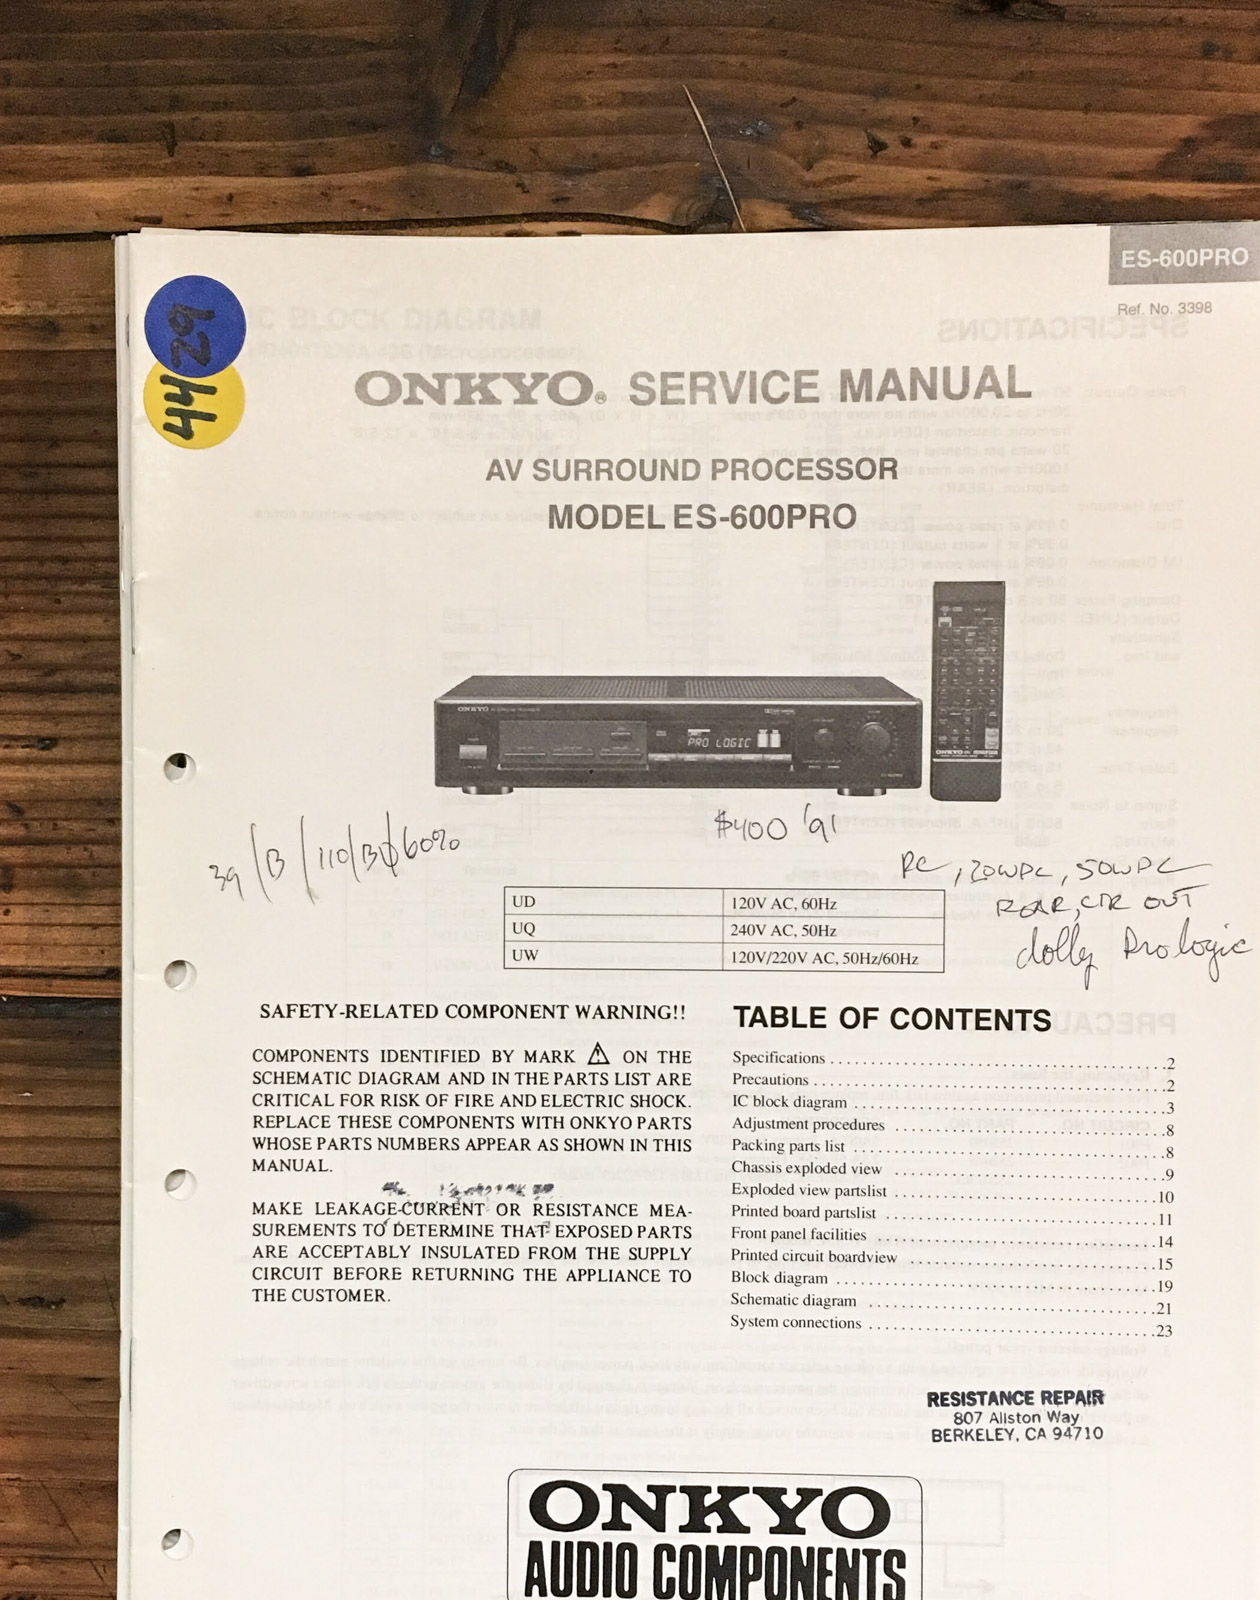 ES-600PRO
Ref. No. 3398
29
44
ONKYO® SERVICE MANUAL
AV SURROUND PROCESSOR
MODEL ES-600PRO
ONKYO
PRO LOGIC
ONKYO
$400 '91
39/B/110/BØ60%
RC, 20WPC, 50WPC
REAR, CTR OUT
dolby Prologic
UD 120V AC, 60Hz
UQ 240V AC, 50Hz
UW 120V/220V AC, 50Hz/60Hz
SAFETY-RELATED COMPONENT WARNING!!
COMPONENTS IDENTIFIED BY MARK ⚠ ON THE
SCHEMATIC DIAGRAM AND IN THE PARTS LIST ARE
CRITICAL FOR RISK OF FIRE AND ELECTRIC SHOCK.
REPLACE THESE COMPONENTS WITH ONKYO PARTS
WHOSE PARTS NUMBERS APPEAR AS SHOWN IN THIS
MANUAL.
MAKE LEAKAGE-CURRENT OR RESISTANCE MEA-
SUREMENTS TO DETERMINE THAT EXPOSED PARTS
ARE ACCEPTABLY INSULATED FROM THE SUPPLY
CIRCUIT BEFORE RETURNING THE APPLIANCE TO
THE CUSTOMER.
TABLE OF CONTENTS
Specifications ........................................2
Precautions ........................................2
IC block diagram ........................................3
Adjustment procedures ........................................8
Packing parts list ........................................8
Chassis exploded view ........................................9
Exploded view partslist ........................................10
Printed board partslist ........................................11
Front panel facilities ........................................14
Printed circuit boardview ........................................15
Block diagram ........................................19
Schematic diagram ........................................21
System connections ........................................23
RESISTANCE REPAIR
807 Allston Way
BERKELEY, CA 94710
ONKYO
AUDIO COMPONENTS